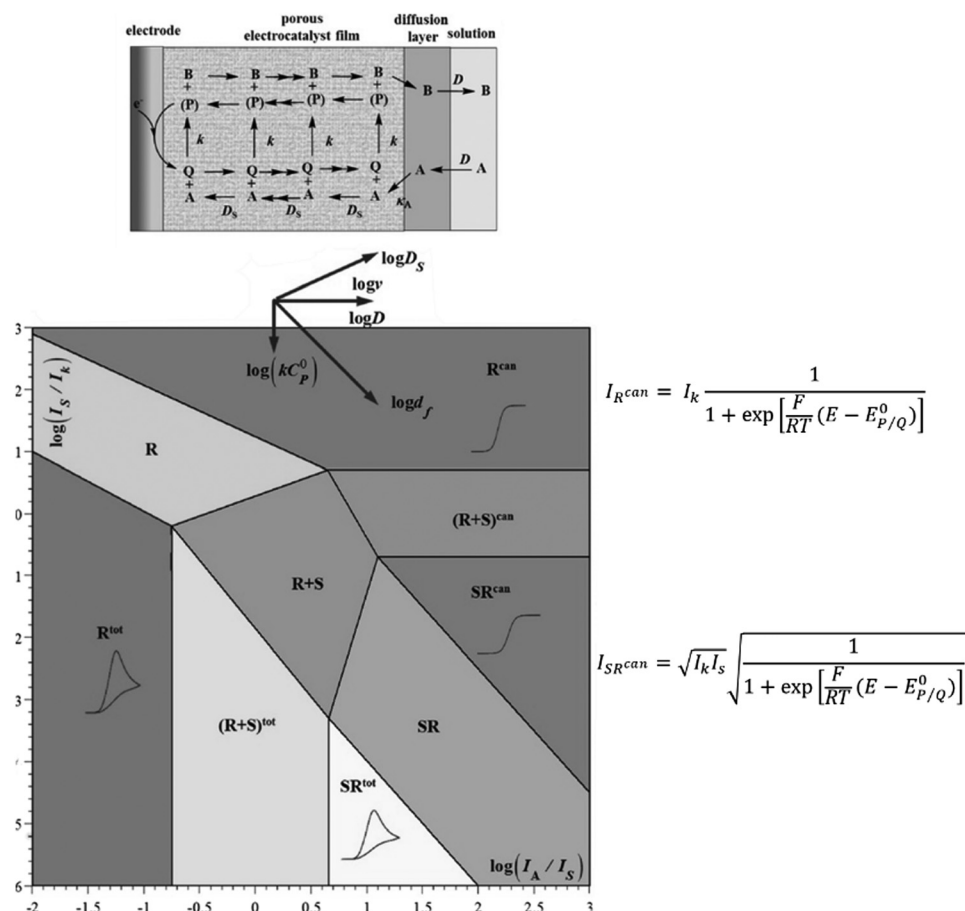 electrode
porous
electrocatalyst film
diffusion
layer
solution
B B B B
+ + + +
(P) (P) (P) (P)
B D B
e⁻
k k k k
Q Q Q Q
+ + + +
A A A A
A D A
κ_A
D_S D_S D_S
logD_S
logν
logD
log(kC_P^0)
logd_f
log(I_S / I_k)
R^can
R
(R+S)^can
R+S
SR^can
R^tot
(R+S)^tot
SR
SR^tot
log(I_A / I_S)
3
2
1
0
1
2
3
4
5
6
-2 -1.5 -1 -0.5 0 0.5 1 1.5 2 2.5 3
I_{R^can} = I_k 1 / (1 + exp[F/RT (E − E^0_{P/Q})])
I_{SR^can} = √(I_k I_s) √(1 / (1 + exp[F/RT (E − E^0_{P/Q})]))